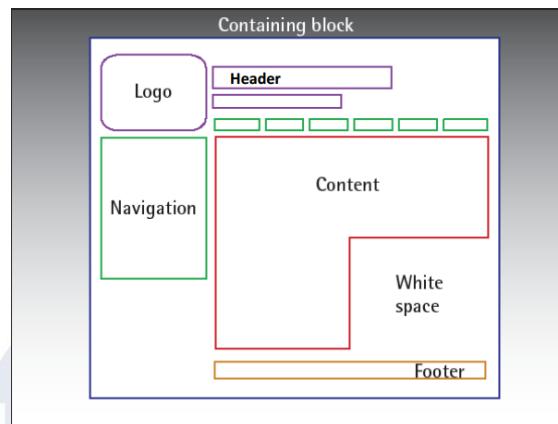 Containing block
Logo
Header
Navigation
Content
White
space
Footer